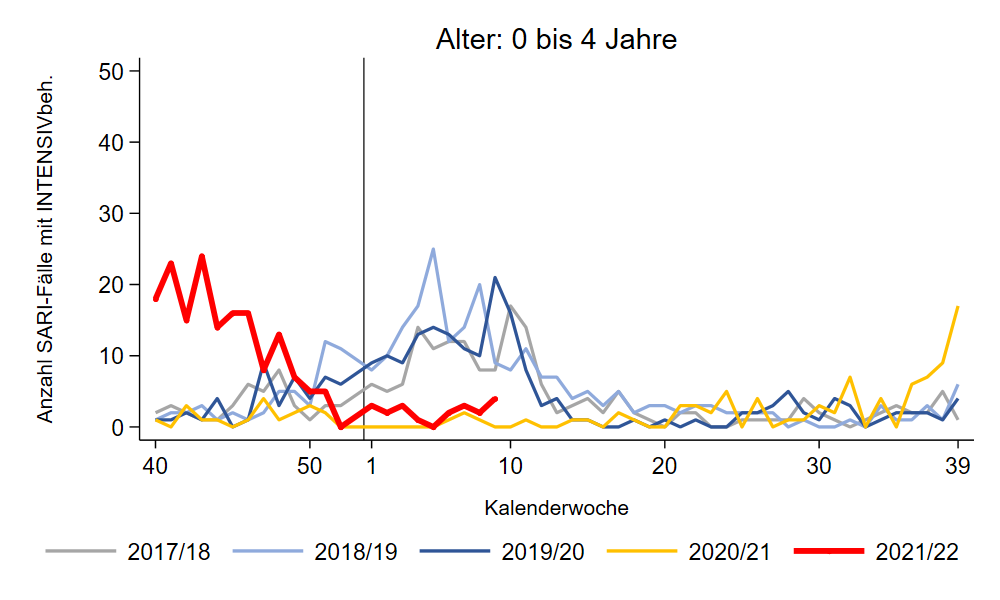 Alter: 0 bis 4 Jahre
Anzahl SARI-Fälle mit INTENSIVbeh.
50
40
30
20
10
0
40 50 1 10 20 30 39
Kalenderwoche
2017/18 2018/19 2019/20 2020/21 2021/22